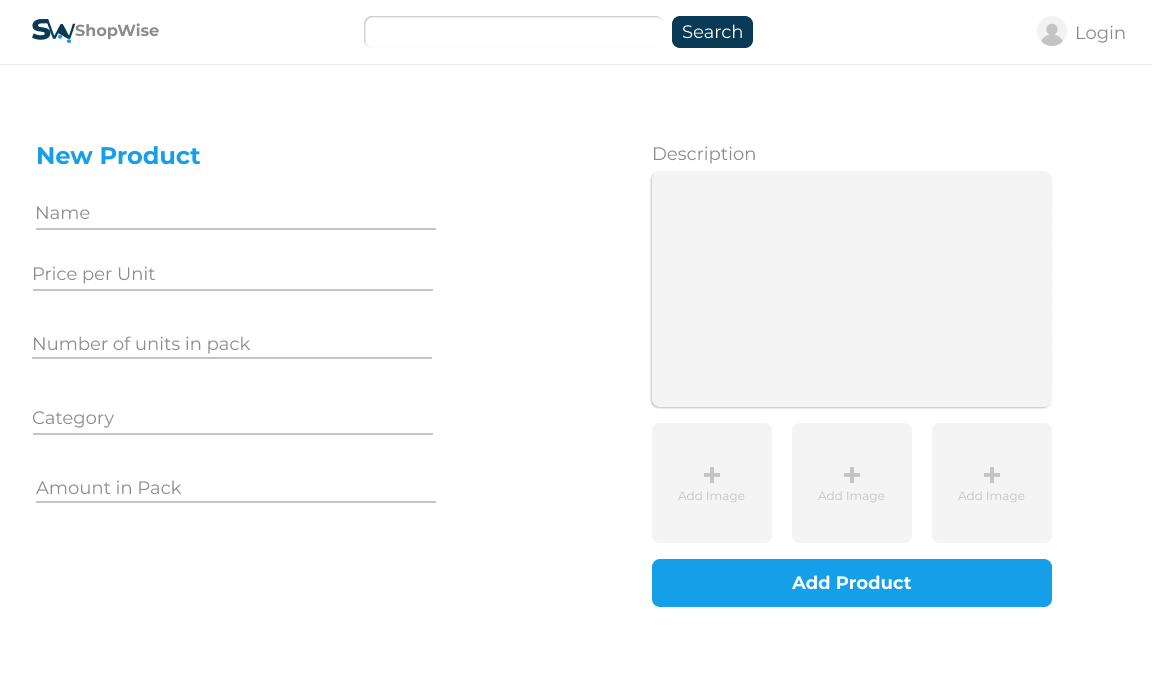 SW ShopWise
Search
Login
New Product
Name
Price per Unit
Number of units in pack
Category
Amount in Pack
Description
Add Image
Add Image
Add Image
Add Product